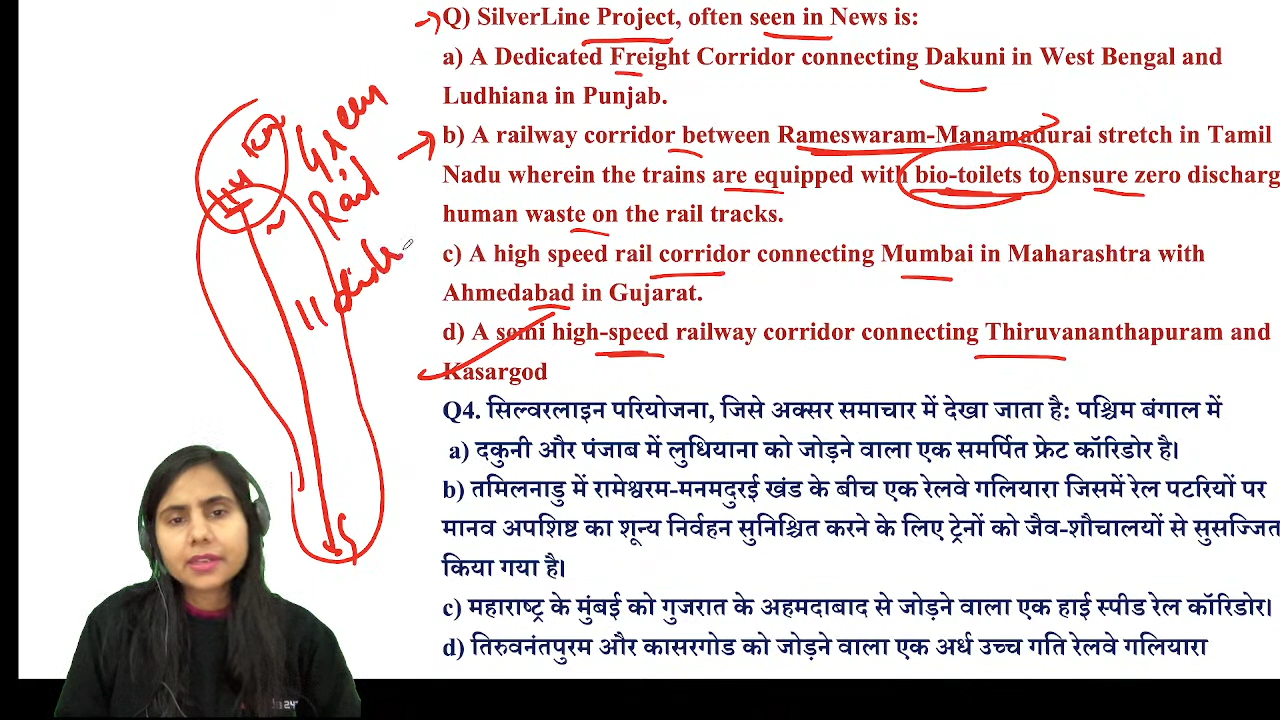 Q) SilverLine Project, often seen in News is:
a) A Dedicated Freight Corridor connecting Dakuni in West Bengal and
Ludhiana in Punjab.
b) A railway corridor between Rameswaram-Manamadurai stretch in Tamil
Nadu wherein the trains are equipped with bio-toilets to ensure zero discharg
human waste on the rail tracks.
c) A high speed rail corridor connecting Mumbai in Maharashtra with
Ahmedabad in Gujarat.
d) A semi high-speed railway corridor connecting Thiruvananthapuram and
Kasargod
Q4. सिल्वरलाइन परियोजना, जिसे अक्सर समाचार में देखा जाता है: पश्चिम बंगाल में
a) दकुनी और पंजाब में लुधियाना को जोड़ने वाला एक समर्पित फ्रेट कॉरिडोर है।
b) तमिलनाडु में रामेश्वरम-मनमदुरई खंड के बीच एक रेलवे गलियारा जिसमें रेल पटरियों पर
मानव अपशिष्ट का शून्य निर्वहन सुनिश्चित करने के लिए ट्रेनों को जैव-शौचालयों से सुसज्जित
किया गया है।
c) महाराष्ट्र के मुंबई को गुजरात के अहमदाबाद से जोड़ने वाला एक हाई स्पीड रेल कॉरिडोर।
d) तिरुवनंतपुरम और कासरगोड को जोड़ने वाला एक अर्ध उच्च गति रेलवे गलियारा
Green
Rail
11